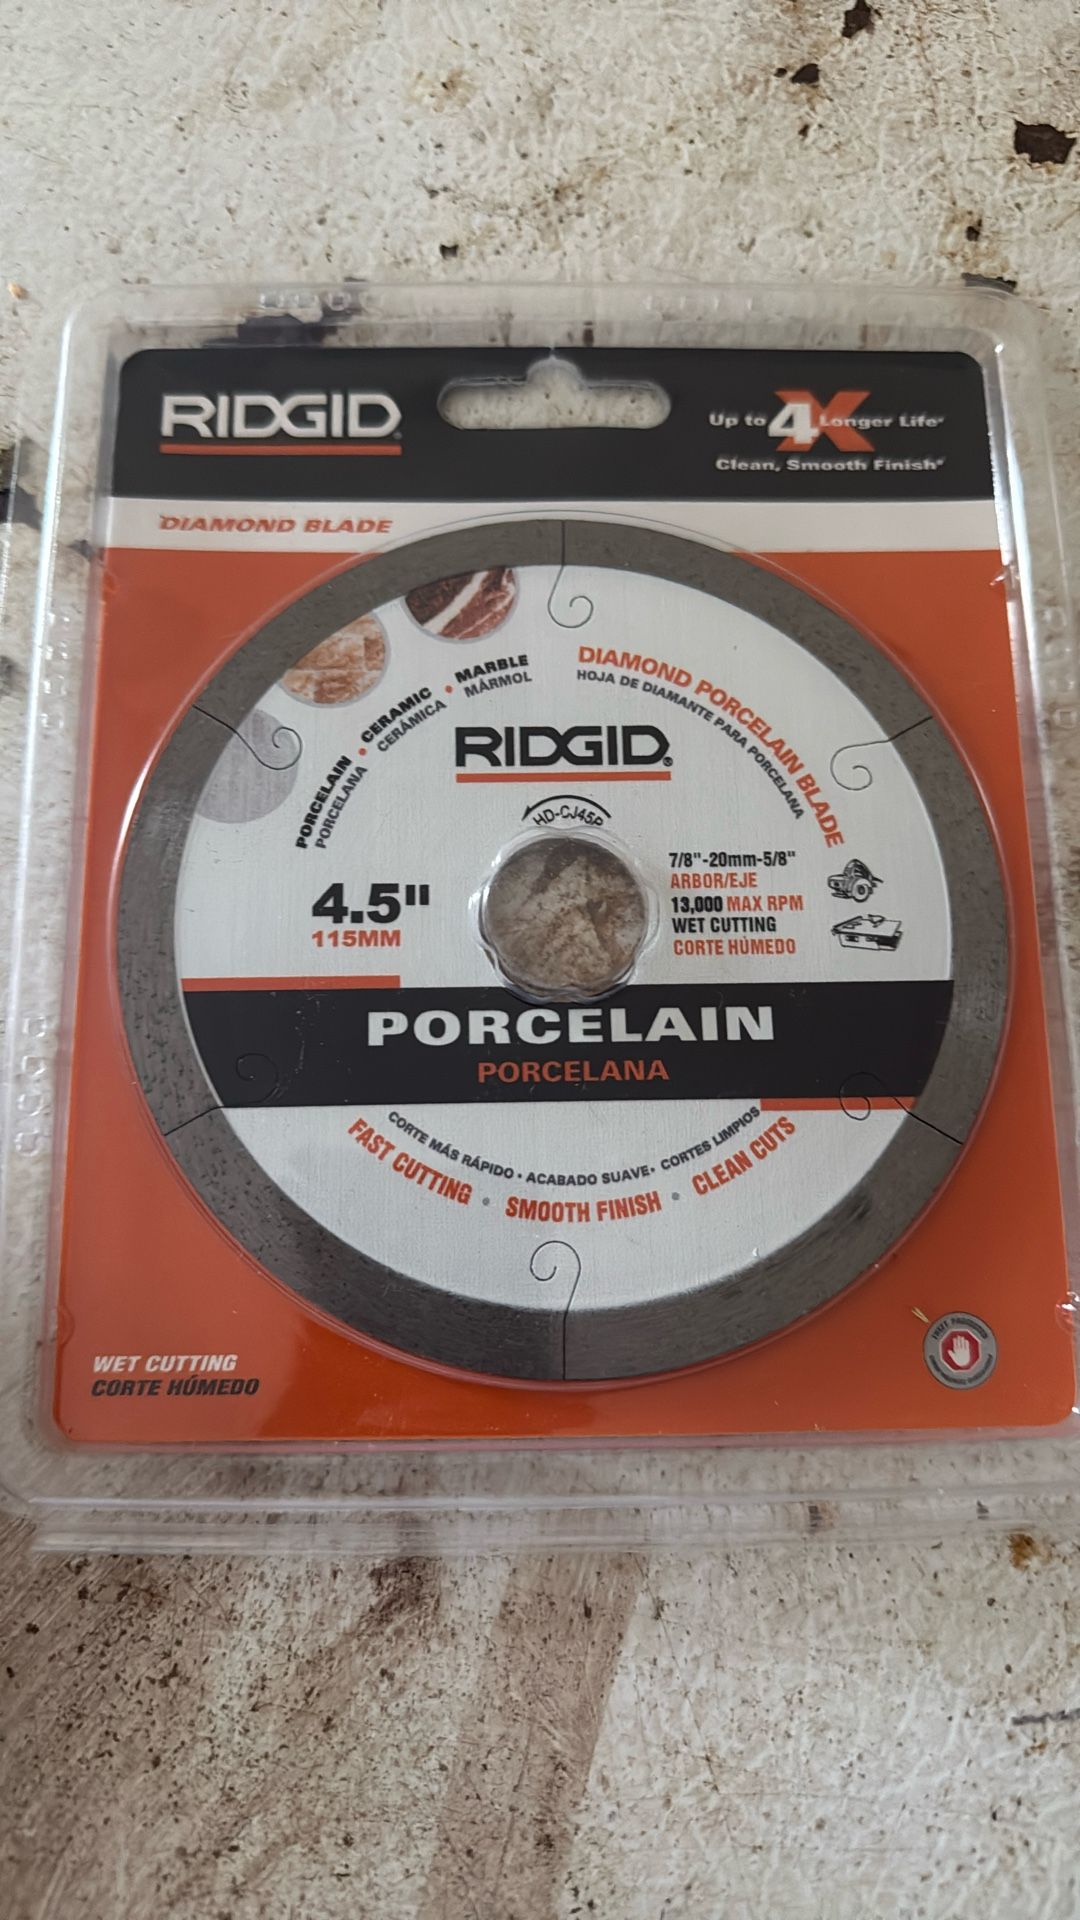 RIDGID
Up to 4X Longer Life*
Clean, Smooth Finish*
DIAMOND BLADE
PORCELAIN • CERAMIC • MARBLE
PORCELANA CERÁMICA MÁRMOL
DIAMOND PORCELAIN BLADE
HOJA DE DIAMANTE PARA PORCELANA
RIDGID
HD-CJ45P
4.5"
115MM
7/8"-20mm-5/8"
ARBOR/EJE
13,000 MAX RPM
WET CUTTING
CORTE HÚMEDO
PORCELAIN
PORCELANA
CORTE MÁS RÁPIDO • ACABADO SUAVE • CORTES LIMPIOS
FAST CUTTING • SMOOTH FINISH • CLEAN CUTS
WET CUTTING
CORTE HÚMEDO